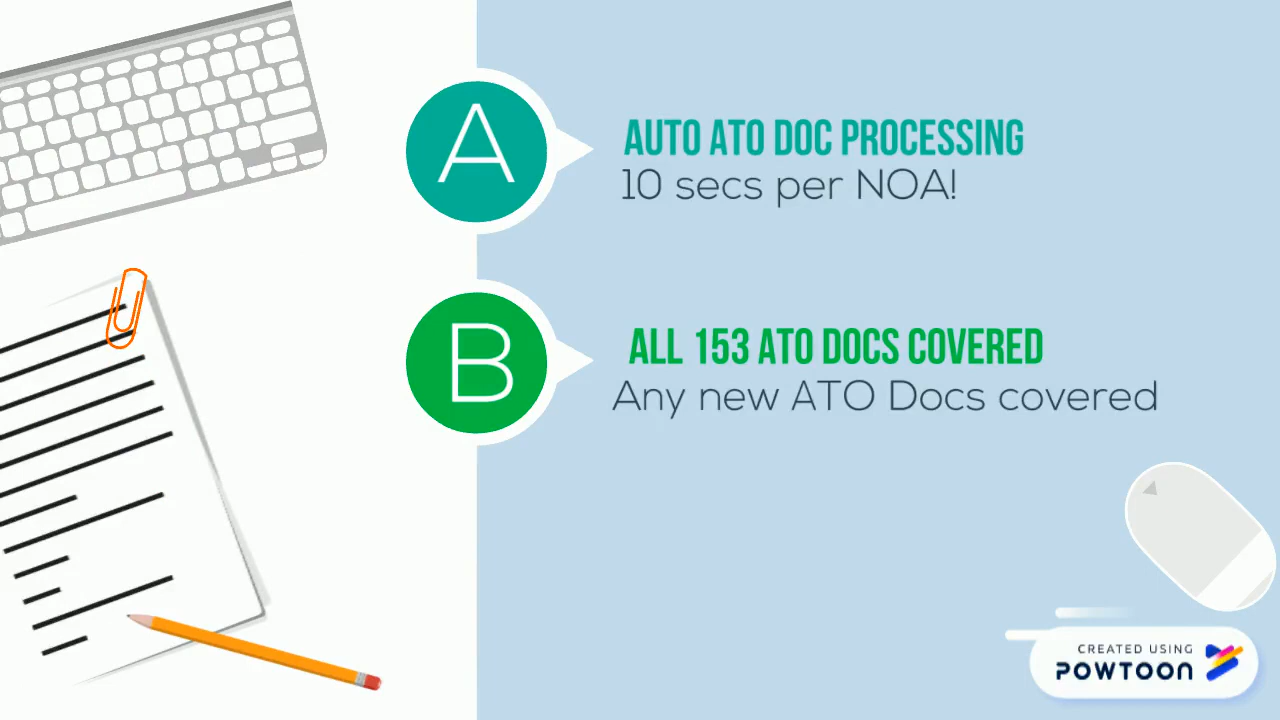 A
AUTO ATO DOC PROCESSING
10 secs per NOA!
B
ALL 153 ATO DOCS COVERED
Any new ATO Docs covered
CREATED USING
POWTOON